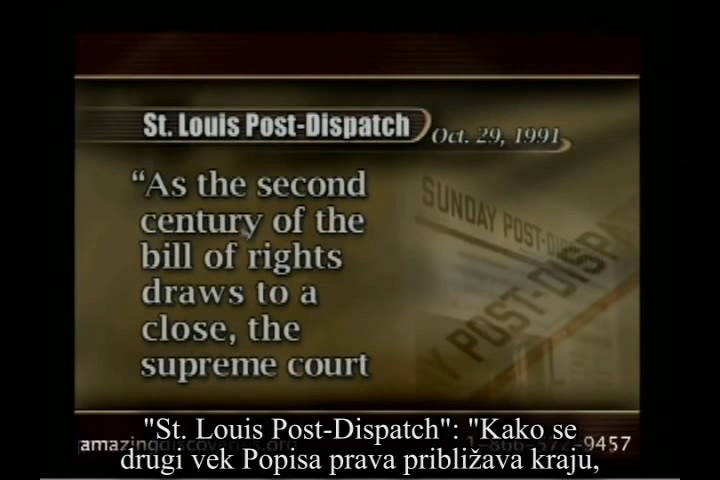 St. Louis Post-Dispatch
Oct. 29, 1991
SUNDAY POST-DISPATCH
"As the second
century of the
bill of rights
draws to a
close, the
supreme court
POST-DISP
"St. Louis Post-Dispatch": "Kako se
drugi vek Popisa prava približava kraju,
9457